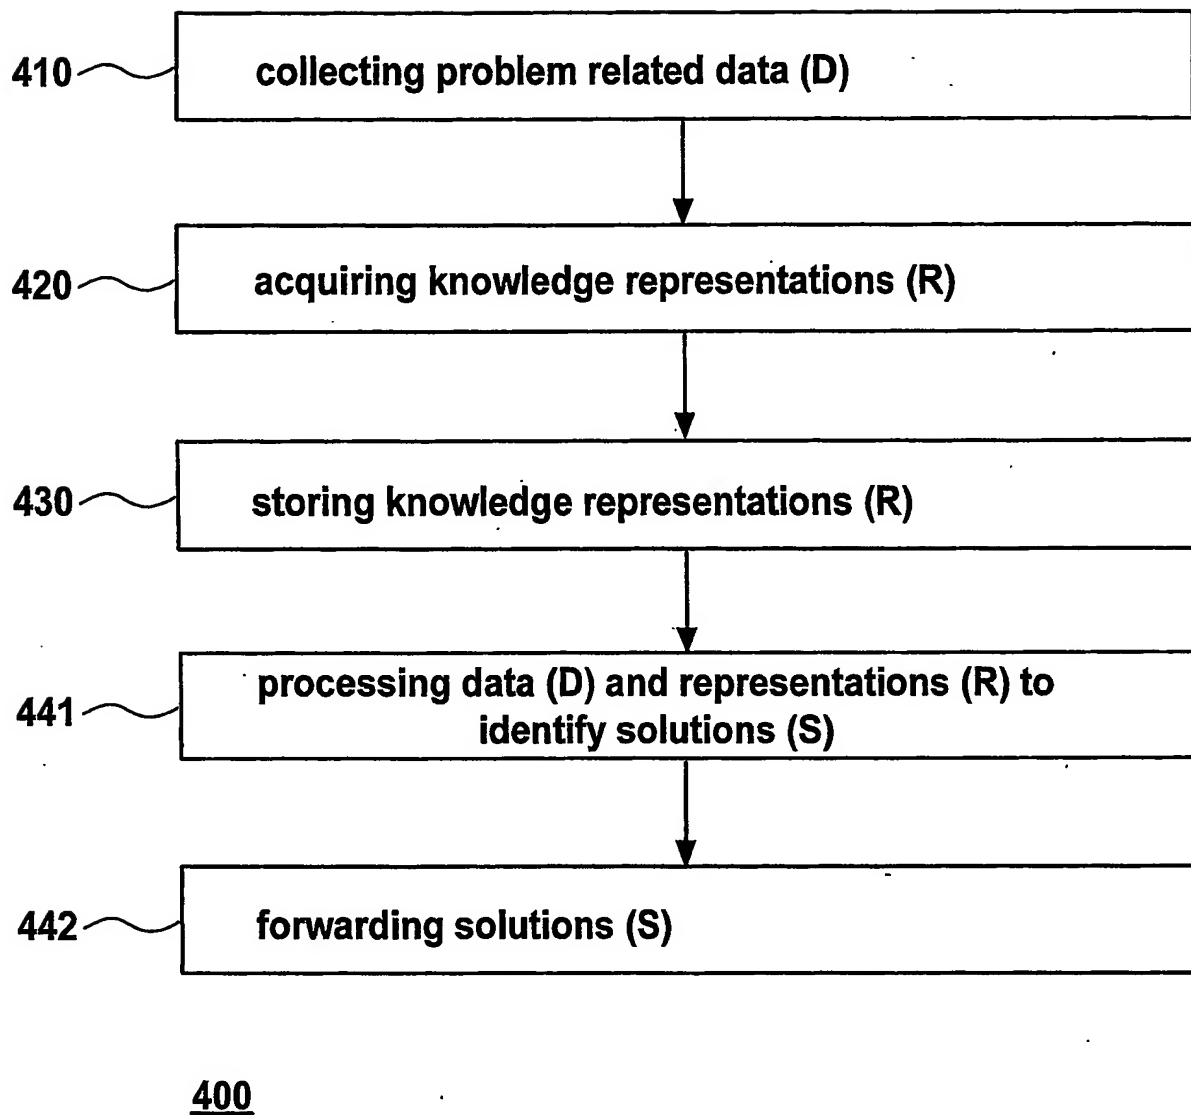 410 collecting problem related data (D)
420 acquiring knowledge representations (R)
430 storing knowledge representations (R)
441 processing data (D) and representations (R) to
identify solutions (S)
442 forwarding solutions (S)
400